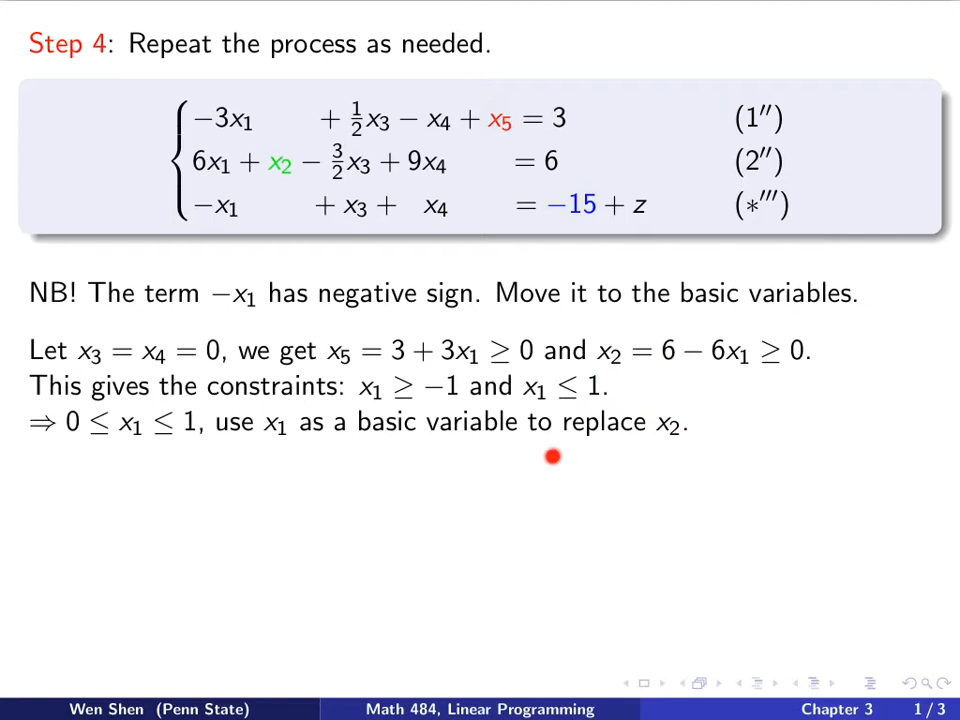 Step 4: Repeat the process as needed.
−3x₁ + ½x₃ − x₄ + x₅ = 3 (1″)
6x₁ + x₂ − 3/2x₃ + 9x₄ = 6 (2″)
−x₁ + x₃ + x₄ = −15 + z (∗‴)
NB! The term −x₁ has negative sign. Move it to the basic variables.
Let x₃ = x₄ = 0, we get x₅ = 3 + 3x₁ ≥ 0 and x₂ = 6 − 6x₁ ≥ 0.
This gives the constraints: x₁ ≥ −1 and x₁ ≤ 1.
⇒ 0 ≤ x₁ ≤ 1, use x₁ as a basic variable to replace x₂.
Wen Shen (Penn State) Math 484, Linear Programming Chapter 3 1 / 3